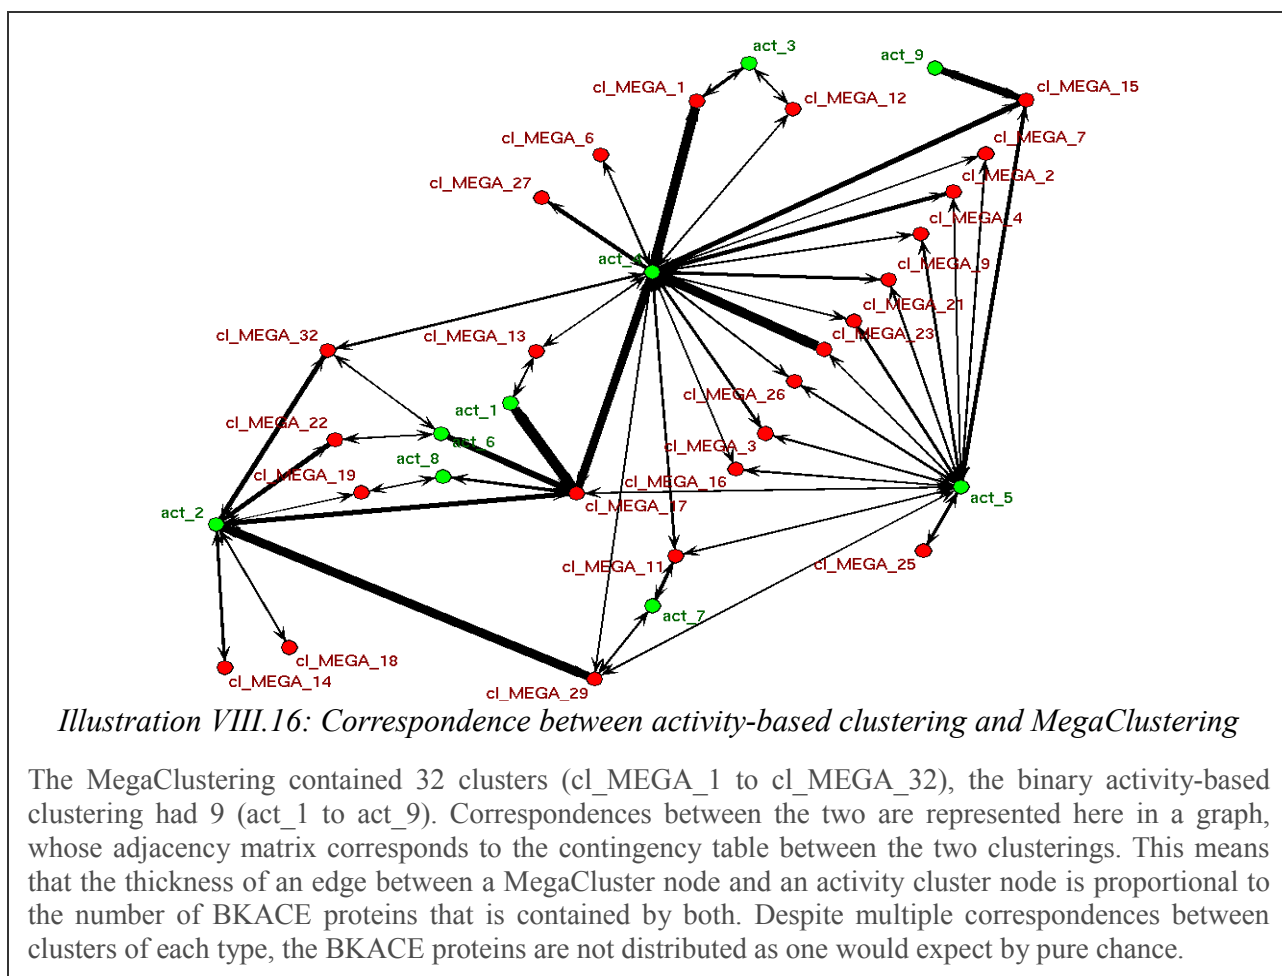 act_3
act_9
cl_MEGA_1
cl_MEGA_12
cl_MEGA_15
cl_MEGA_6
cl_MEGA_7
cl_MEGA_27
cl_MEGA_2
cl_MEGA_4
act_4
cl_MEGA_9
cl_MEGA_21
cl_MEGA_32
cl_MEGA_13
cl_MEGA_23
cl_MEGA_26
act_1
cl_MEGA_22
act_6
cl_MEGA_3
act_8
cl_MEGA_19
cl_MEGA_16
act_2
cl_MEGA_17
act_5
cl_MEGA_11
cl_MEGA_25
act_7
cl_MEGA_18
cl_MEGA_14
cl_MEGA_29
Illustration VIII.16: Correspondence between activity-based clustering and MegaClustering
The MegaClustering contained 32 clusters (cl_MEGA_1 to cl_MEGA_32), the binary activity-based
clustering had 9 (act_1 to act_9). Correspondences between the two are represented here in a graph,
whose adjacency matrix corresponds to the contingency table between the two clusterings. This means
that the thickness of an edge between a MegaCluster node and an activity cluster node is proportional to
the number of BKACE proteins that is contained by both. Despite multiple correspondences between
clusters of each type, the BKACE proteins are not distributed as one would expect by pure chance.